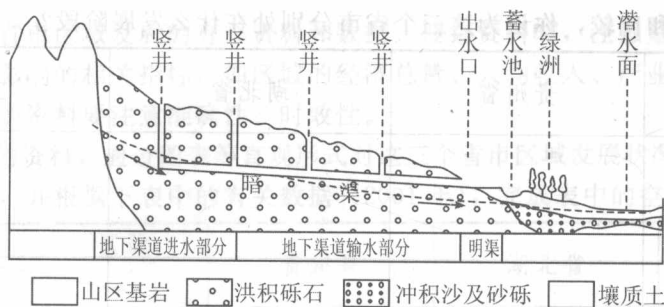 竖井 竖井 竖井 竖井 出水口 蓄水池 绿洲 潜水面
暗 渠
地下渠道进水部分 地下渠道输水部分 明渠
山区基岩 洪积砾石 冲积沙及砂砾 壤质土